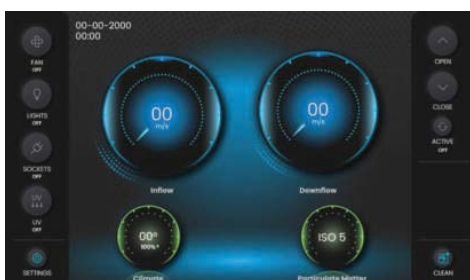 00-00-2000
00:00
FAN
OFF
LIGHTS
OFF
SOCKETS
OFF
UV
UV
OFF
SETTINGS
00
m/s
Inflow
00
m/s
Downflow
00°
100%
Climate
ISO 5
Particulate Matter
OPEN
CLOSE
ACTIVE
OFF
CLEAN